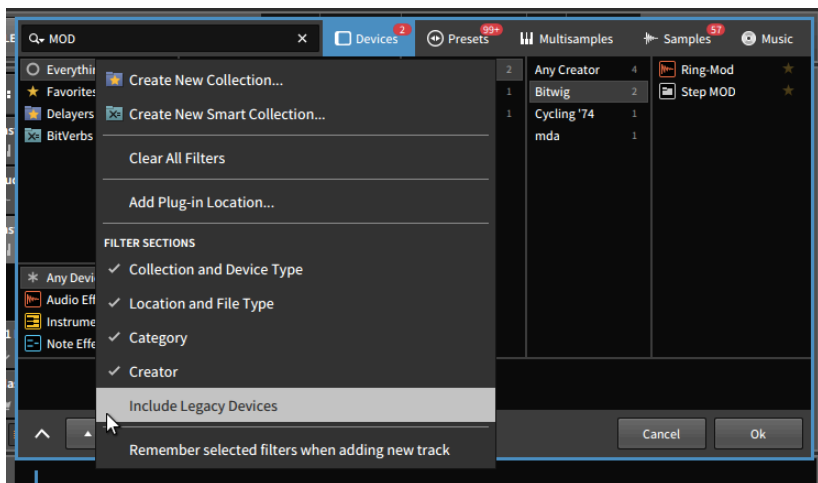 MOD
Devices 2
Presets 99+
Multisamples
Samples 57
Music
Everythin
Favorites
Delayers
BitVerbs
Any Devi
Audio Eff
Instrume
Note Effe
Create New Collection...
Create New Smart Collection...
Clear All Filters
Add Plug-in Location...
FILTER SECTIONS
Collection and Device Type
Location and File Type
Category
Creator
Include Legacy Devices
Remember selected filters when adding new track
2
1
1
Any Creator 4
Bitwig 2
Cycling '74 1
mda 1
Ring-Mod
Step MOD
Cancel
Ok